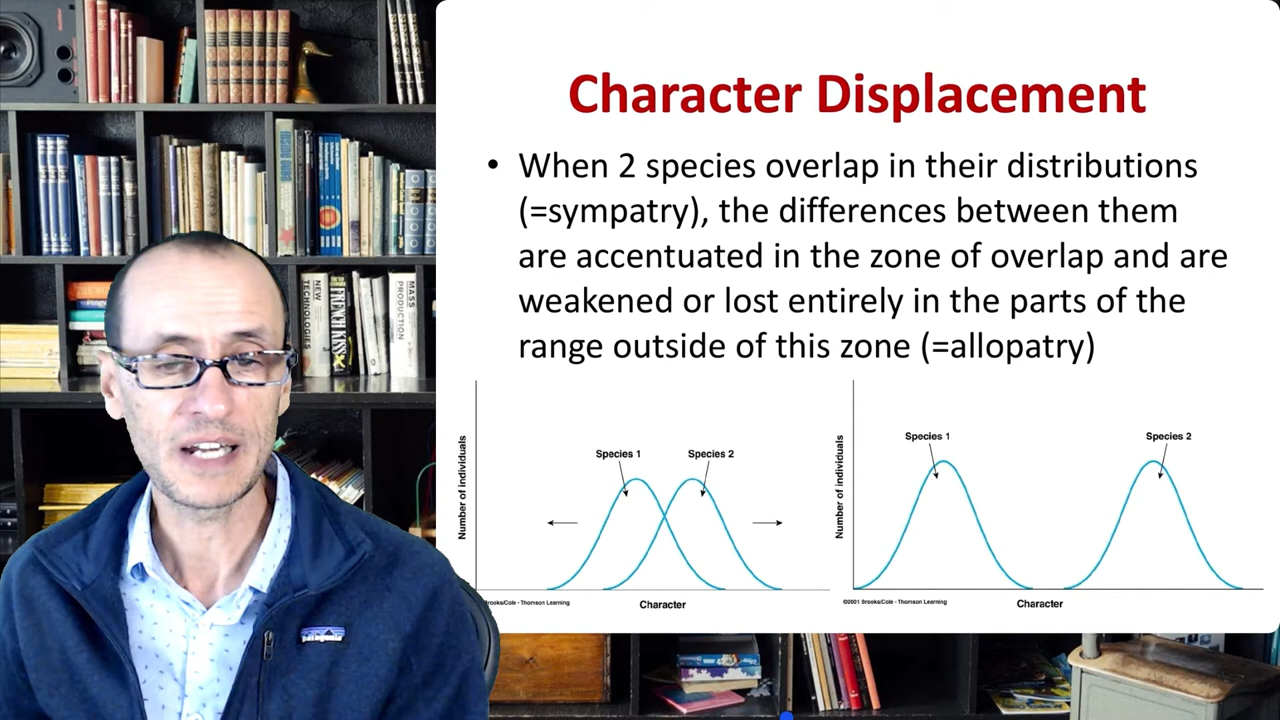 Character Displacement
• When 2 species overlap in their distributions
(=sympatry), the differences between them
are accentuated in the zone of overlap and are
weakened or lost entirely in the parts of the
range outside of this zone (=allopatry)
Number of individuals
Species 1
Species 2
Brooks/Cole - Thomson Learning
Character
Number of individuals
Species 1
Species 2
©2001 Brooks/Cole - Thomson Learning
Character
INSIDE
NEW
TECHNOLOGIES
FRENCH KISS
MASS
PRODUCTION
patagonia